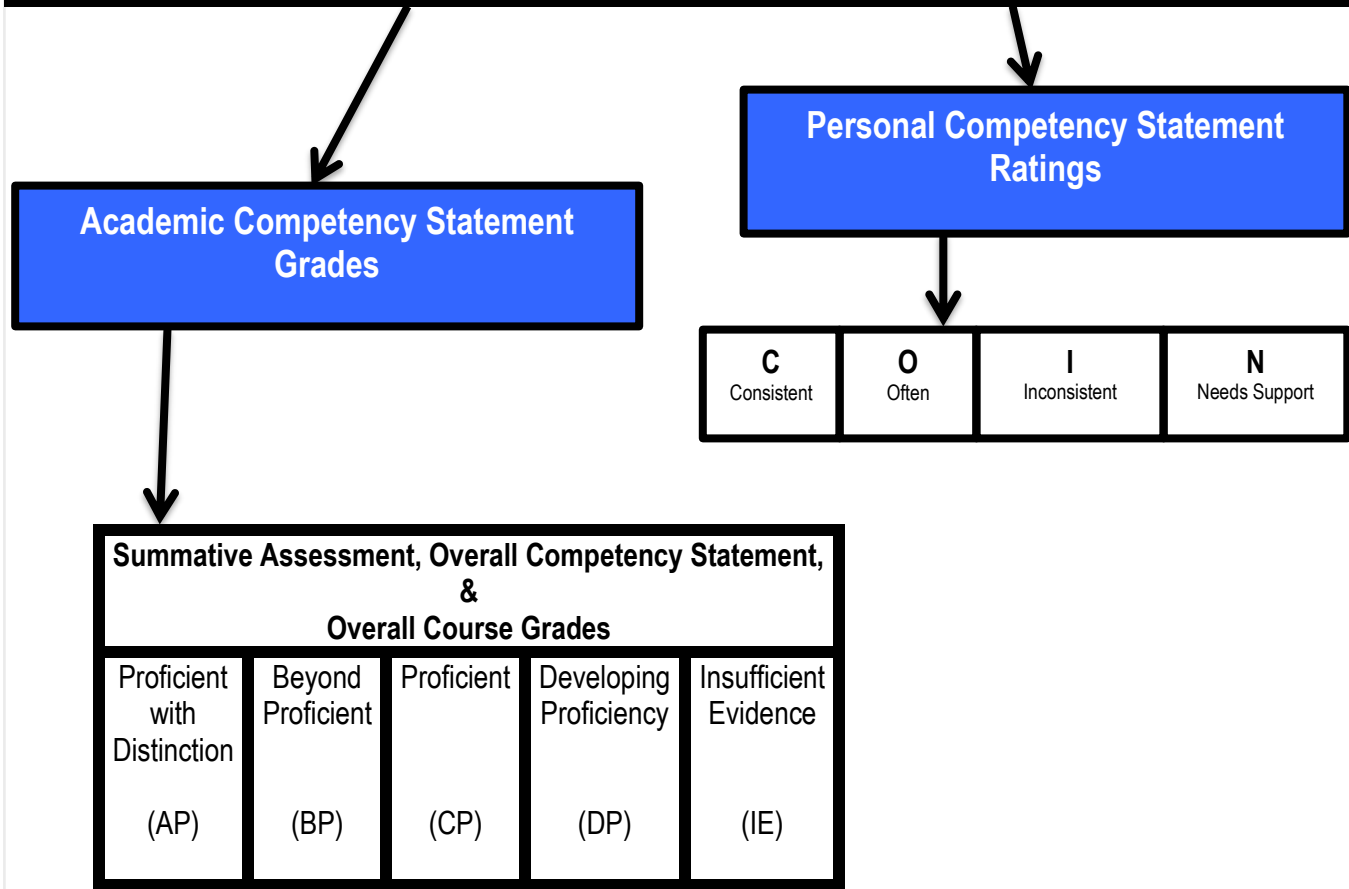 Personal Competency Statement
Ratings
Academic Competency Statement
Grades
C
Consistent
O
Often
I
Inconsistent
N
Needs Support
Summative Assessment, Overall Competency Statement,
&
Overall Course Grades
Proficient
with
Distinction
(AP)
Beyond
Proficient
(BP)
Proficient
(CP)
Developing
Proficiency
(DP)
Insufficient
Evidence
(IE)